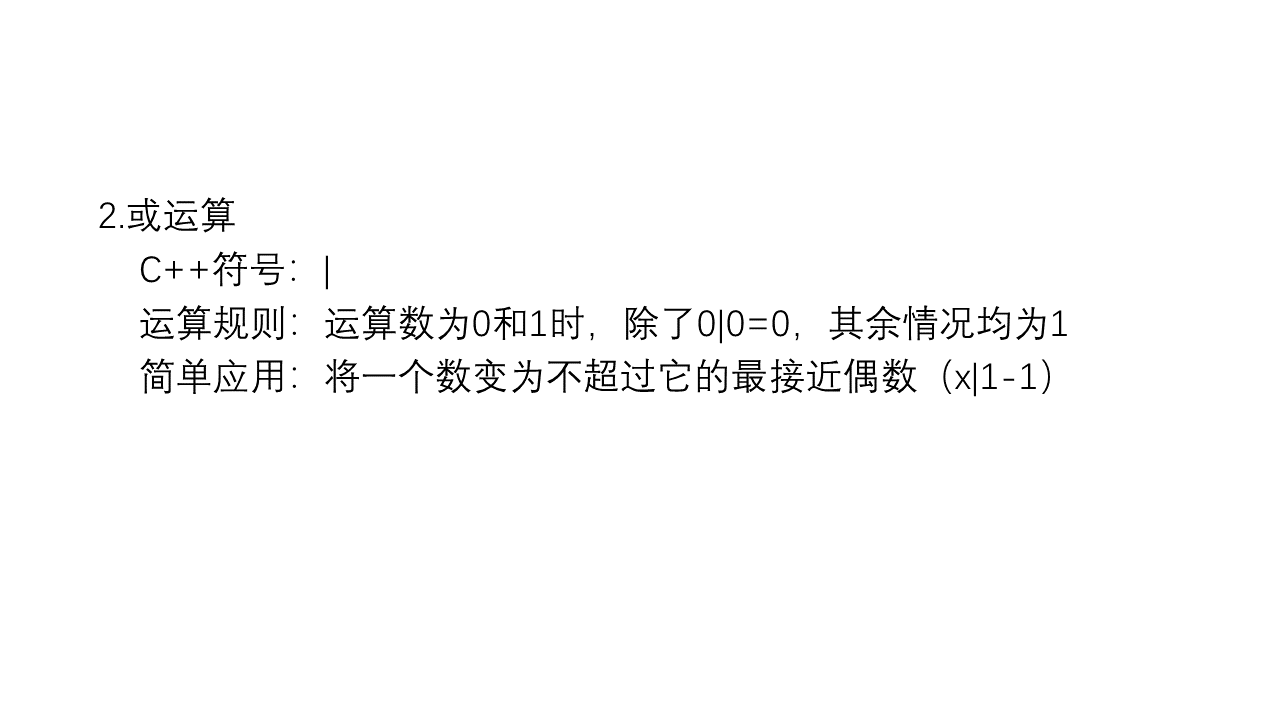 2.或运算
C++符号：|
运算规则：运算数为0和1时，除了0|0=0，其余情况均为1
简单应用：将一个数变为不超过它的最接近偶数（x|1-1）